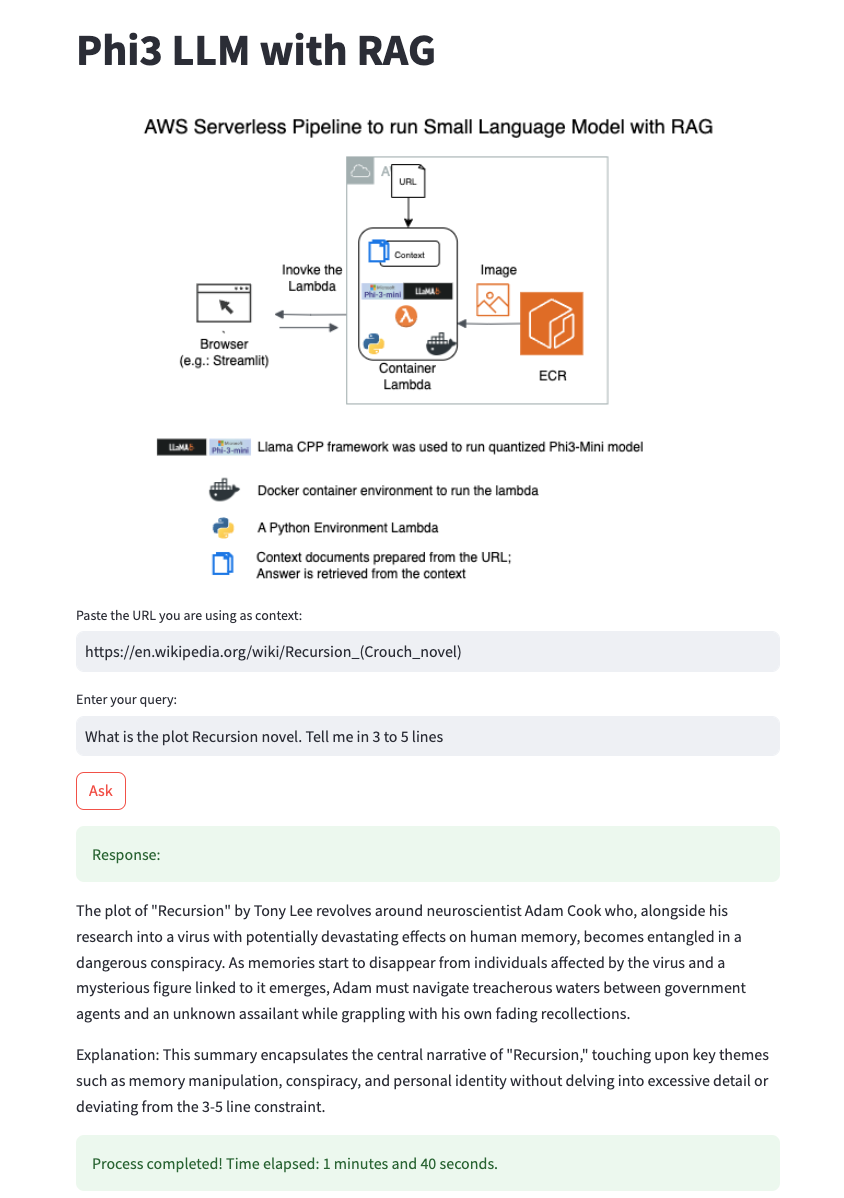 Phi3 LLM with RAG
AWS Serverless Pipeline to run Small Language Model with RAG
A
URL
Context
Inovke the
Lambda
Image
Microsoft
Phi-3-mini
LLaMA
Browser
(e.g.: Streamlit)
Container
Lambda
ECR
LLaMA
Microsoft
Phi-3-mini
Llama CPP framework was used to run quantized Phi3-Mini model
Docker container environment to run the lambda
A Python Environment Lambda
Context documents prepared from the URL;
Answer is retrieved from the context
Paste the URL you are using as context:
https://en.wikipedia.org/wiki/Recursion_(Crouch_novel)
Enter your query:
What is the plot Recursion novel. Tell me in 3 to 5 lines
Ask
Response:
The plot of "Recursion" by Tony Lee revolves around neuroscientist Adam Cook who, alongside his
research into a virus with potentially devastating effects on human memory, becomes entangled in a
dangerous conspiracy. As memories start to disappear from individuals affected by the virus and a
mysterious figure linked to it emerges, Adam must navigate treacherous waters between government
agents and an unknown assailant while grappling with his own fading recollections.
Explanation: This summary encapsulates the central narrative of "Recursion," touching upon key themes
such as memory manipulation, conspiracy, and personal identity without delving into excessive detail or
deviating from the 3-5 line constraint.
Process completed! Time elapsed: 1 minutes and 40 seconds.